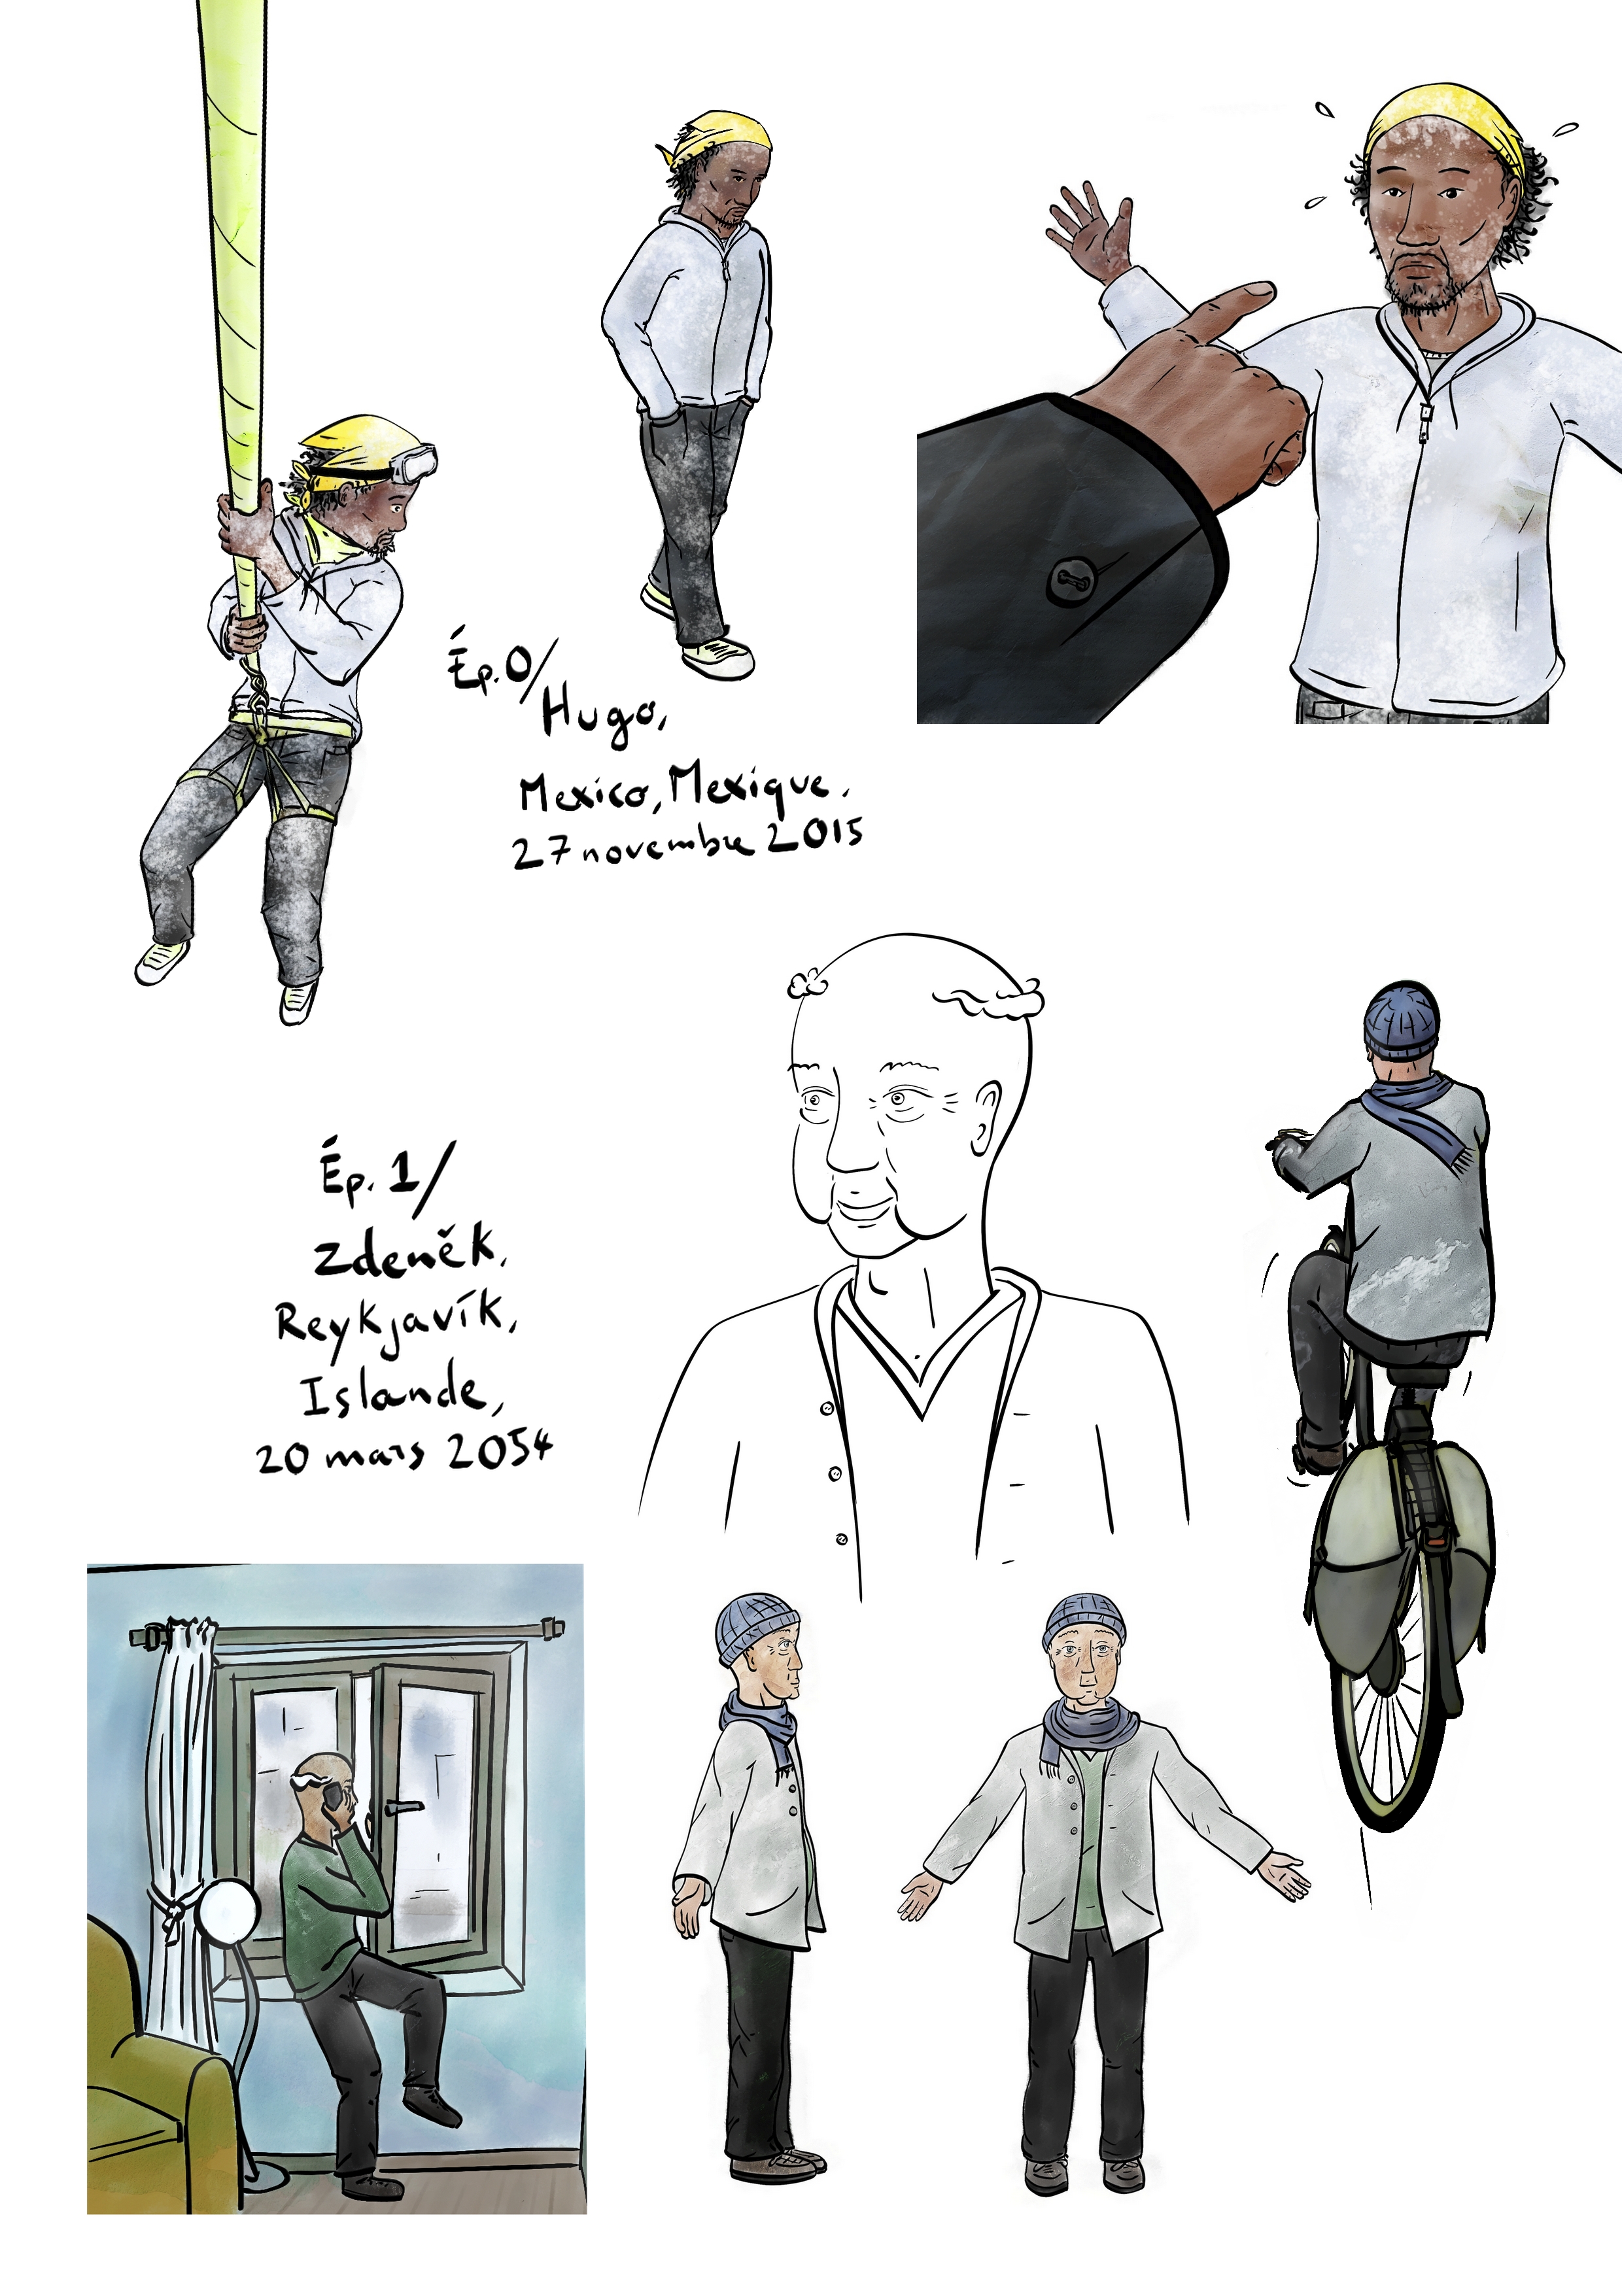 Ép. 0/
Hugo,
Mexico, Mexique,
27 novembre 2015
Ép. 1/
Zdeněk,
Reykjavík,
Islande,
20 mars 2054